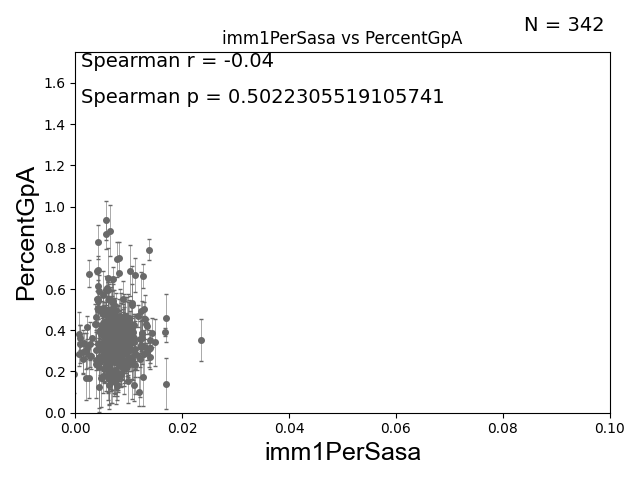 N = 342
imm1PerSasa vs PercentGpA
Spearman r = -0.04
Spearman p = 0.5022305519105741
PercentGpA
1.6
1.4
1.2
1.0
0.8
0.6
0.4
0.2
0.0
0.00 0.02 0.04 0.06 0.08 0.10
imm1PerSasa